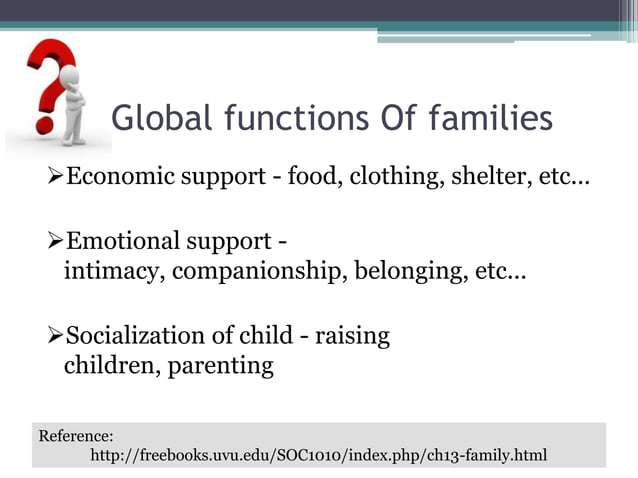 Global functions Of families
➢Economic support - food, clothing, shelter, etc...
➢Emotional support -
intimacy, companionship, belonging, etc...
➢Socialization of child - raising
children, parenting
Reference:
http://freebooks.uvu.edu/SOC1010/index.php/ch13-family.html